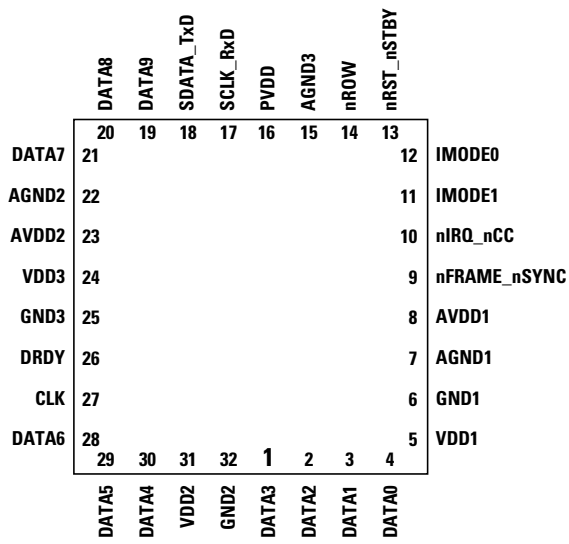 DATA8 DATA9 SDATA_TxD SCLK_RxD PVDD AGND3 nROW nRST_nSTBY
20 19 18 17 16 15 14 13
DATA7 21 12 IMODE0
AGND2 22 11 IMODE1
AVDD2 23 10 nIRQ_nCC
VDD3 24 9 nFRAME_nSYNC
GND3 25 8 AVDD1
DRDY 26 7 AGND1
CLK 27 6 GND1
DATA6 28 5 VDD1
29 30 31 32 1 2 3 4
DATA5 DATA4 VDD2 GND2 DATA3 DATA2 DATA1 DATA0